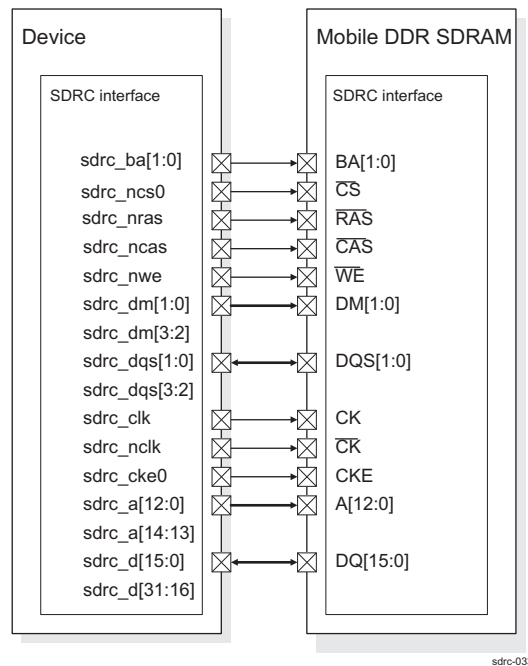 Device
Mobile DDR SDRAM
SDRC interface
SDRC interface
sdrc_ba[1:0]
BA[1:0]
sdrc_ncs0
CS
sdrc_nras
RAS
sdrc_ncas
CAS
sdrc_nwe
WE
sdrc_dm[1:0]
DM[1:0]
sdrc_dm[3:2]
sdrc_dqs[1:0]
DQS[1:0]
sdrc_dqs[3:2]
sdrc_clk
CK
sdrc_nclk
CK
sdrc_cke0
CKE
sdrc_a[12:0]
A[12:0]
sdrc_a[14:13]
sdrc_d[15:0]
DQ[15:0]
sdrc_d[31:16]